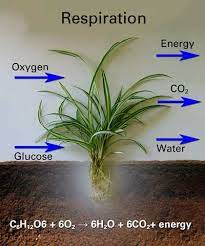 Respiration
Energy
Oxygen
CO₂
Glucose
Water
C₆H₁₂O6 + 6O₂ → 6H₂O + 6CO₂+ energy